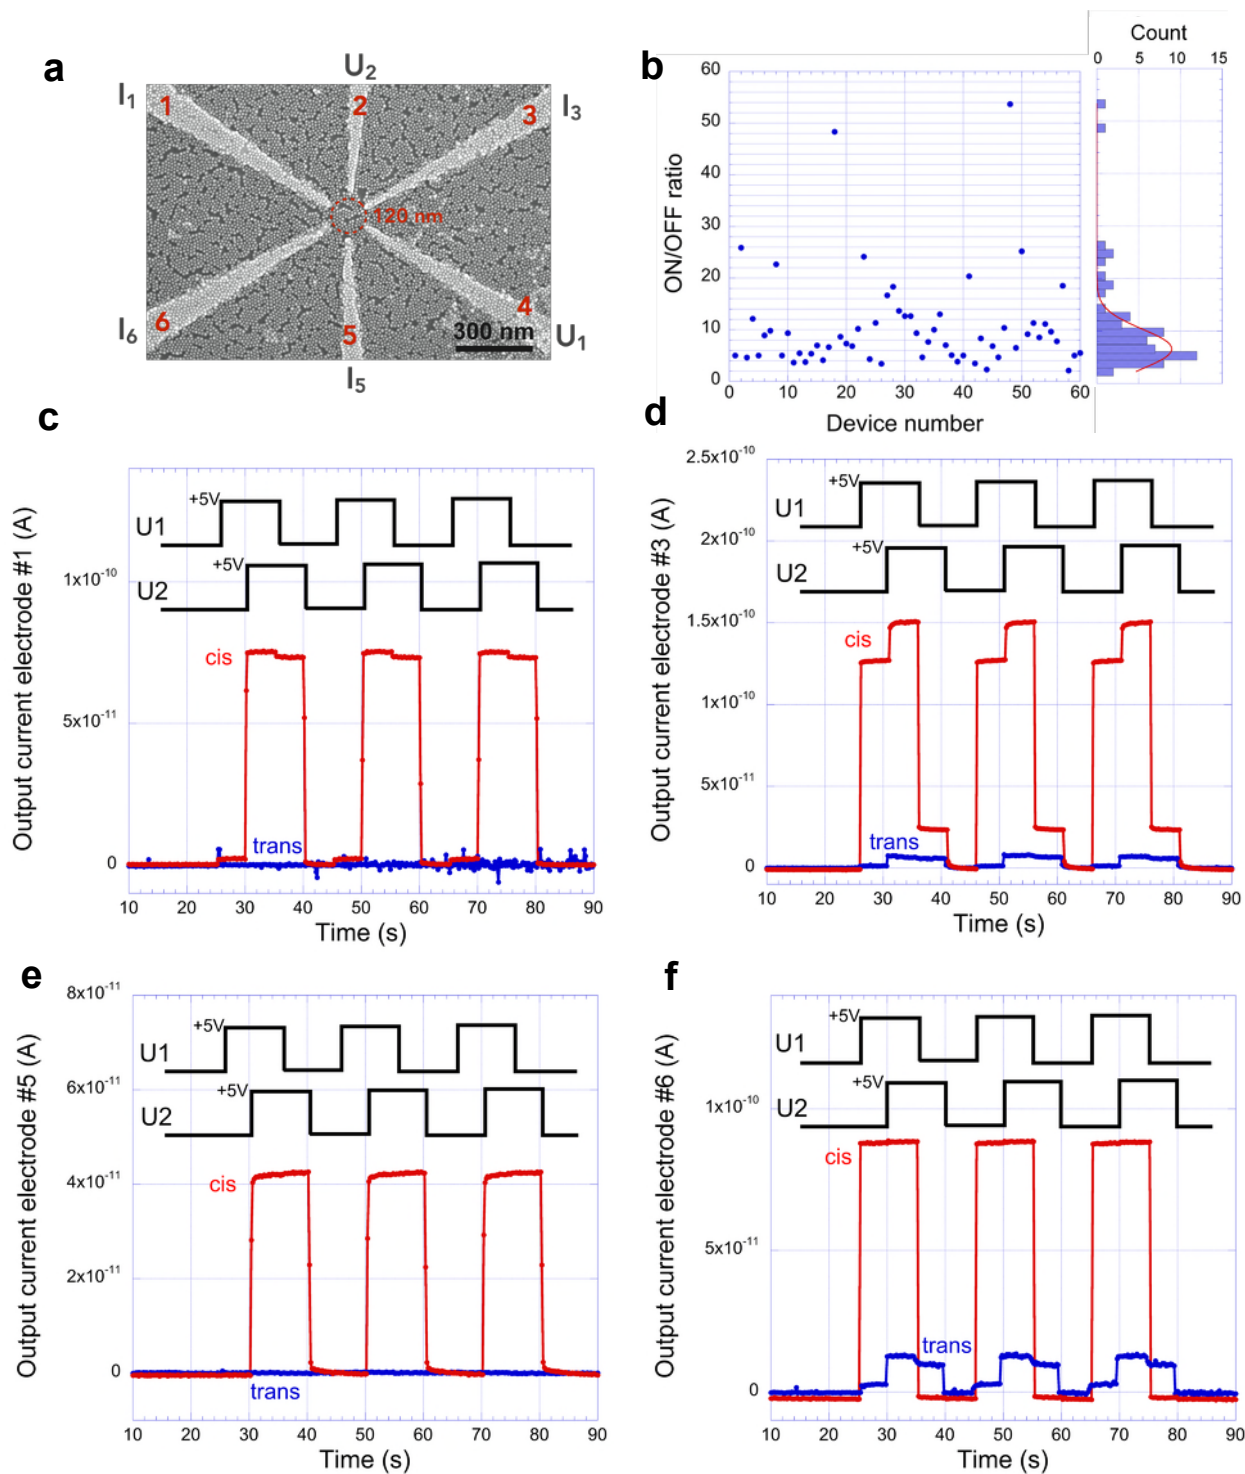 a
U2
I1
1
2
3
I3
120 nm
6
5
4
300 nm
I6
I5
U1
b
Count
0 5 10 15
60
50
40
30
20
10
0
ON/OFF ratio
0 10 20 30 40 50 60
Device number
c
Output current electrode #1 (A)
+5V
U1
+5V
U2
1x10-10
cis
5x10-11
trans
0
10 20 30 40 50 60 70 80 90
Time (s)
d
Output current electrode #3 (A)
2.5x10-10
+5V
U1
2x10-10
+5V
U2
1.5x10-10
cis
1x10-10
5x10-11
trans
0
10 20 30 40 50 60 70 80 90
Time (s)
e
Output current electrode #5 (A)
8x10-11
+5V
U1
6x10-11
+5V
U2
4x10-11
cis
2x10-11
0
trans
10 20 30 40 50 60 70 80 90
Time (s)
f
Output current electrode #6 (A)
+5V
U1
+5V
1x10-10
U2
cis
5x10-11
trans
0
10 20 30 40 50 60 70 80 90
Time (s)